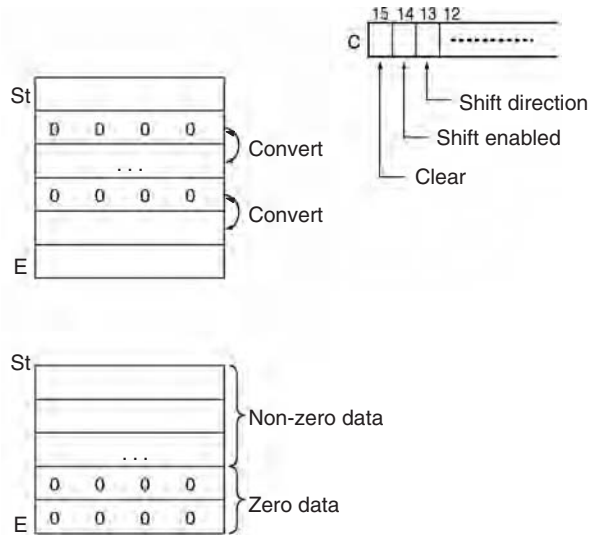 15 14 13 12
C
Shift direction
Shift enabled
Clear
St
0 0 0 0
Convert
. . .
0 0 0 0
Convert
E
St
Non-zero data
. . .
0 0 0 0
Zero data
E 0 0 0 0